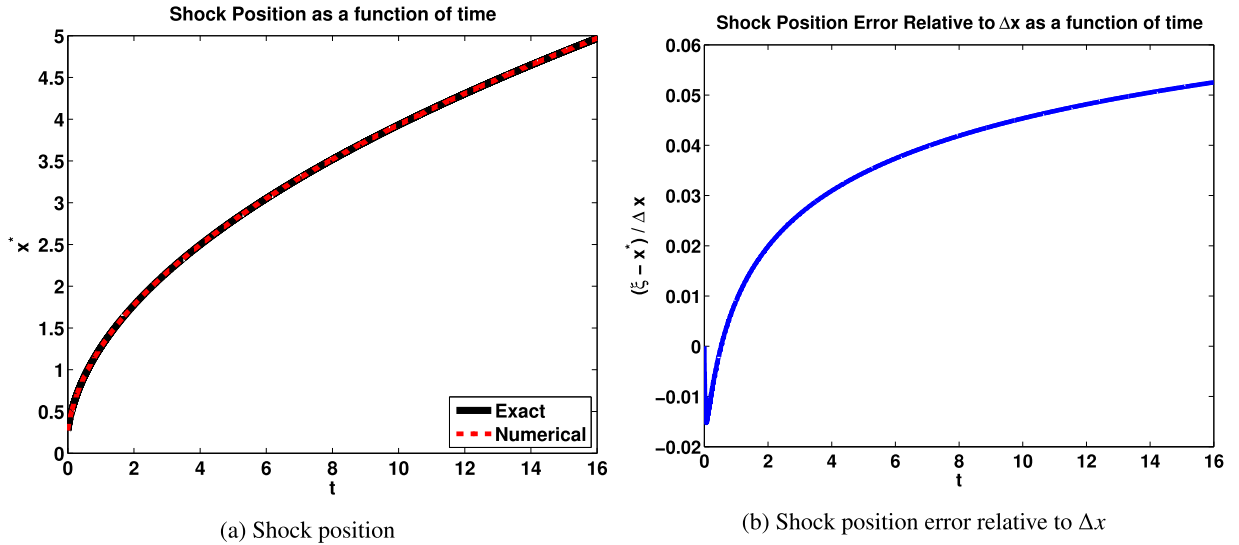 Shock Position as a function of time
5
4.5
4
3.5
3
2.5
2
1.5
1
0.5
0
x*
0 2 4 6 8 10 12 14 16
t
Exact
Numerical
(a) Shock position
Shock Position Error Relative to Δx as a function of time
0.06
0.05
0.04
0.03
0.02
0.01
0
−0.01
−0.02
(ξ − x*) / Δ x
0 2 4 6 8 10 12 14 16
t
(b) Shock position error relative to Δx